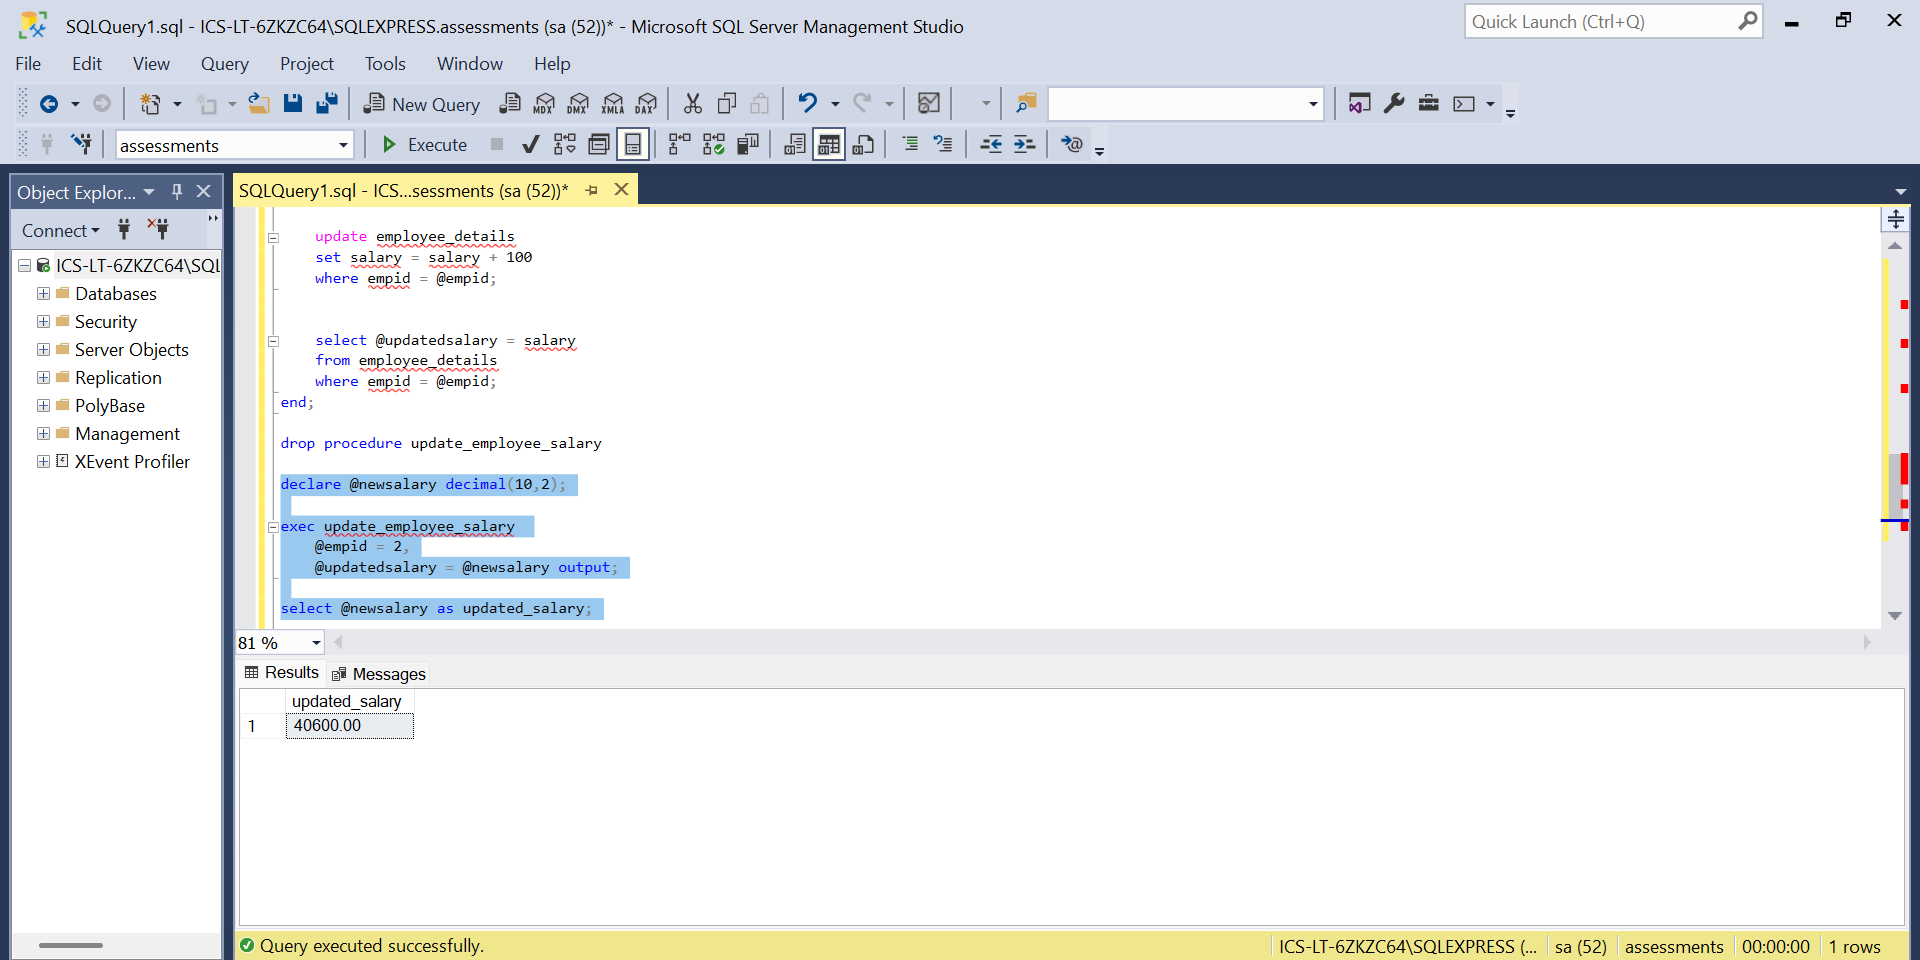 SQLQuery1.sql - ICS-LT-6ZKZC64\SQLEXPRESS.assessments (sa (52))* - Microsoft SQL Server Management Studio
Quick Launch (Ctrl+Q)
File Edit View Query Project Tools Window Help
New Query MDX DMX XMLA DAX
assessments Execute
Object Explor...
SQLQuery1.sql - ICS...sessments (sa (52))*
Connect
ICS-LT-6ZKZC64\SQL
Databases
Security
Server Objects
Replication
PolyBase
Management
XEvent Profiler
update employee_details
set salary = salary + 100
where empid = @empid;
select @updatedsalary = salary
from employee_details
where empid = @empid;
end;
drop procedure update_employee_salary
declare @newsalary decimal(10,2);
exec update_employee_salary
@empid = 2,
@updatedsalary = @newsalary output;
select @newsalary as updated_salary;
81 %
Results Messages
updated_salary
1 40600.00
Query executed successfully.
ICS-LT-6ZKZC64\SQLEXPRESS (... sa (52) assessments 00:00:00 1 rows